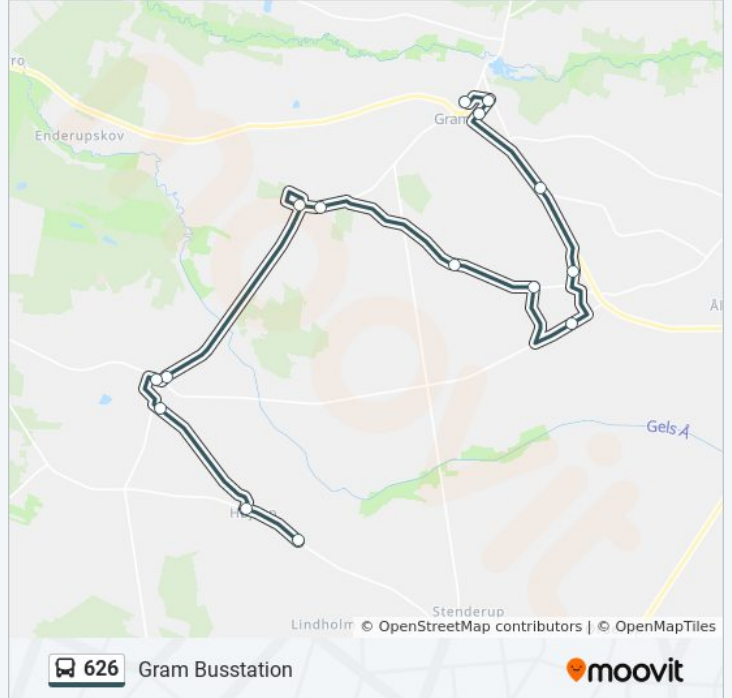 ro
Enderupskov
Gram
Ål
Gels Å
Lindholm
Stenderup
© OpenStreetMap contributors | © OpenMapTiles
626 Gram Busstation
moovit